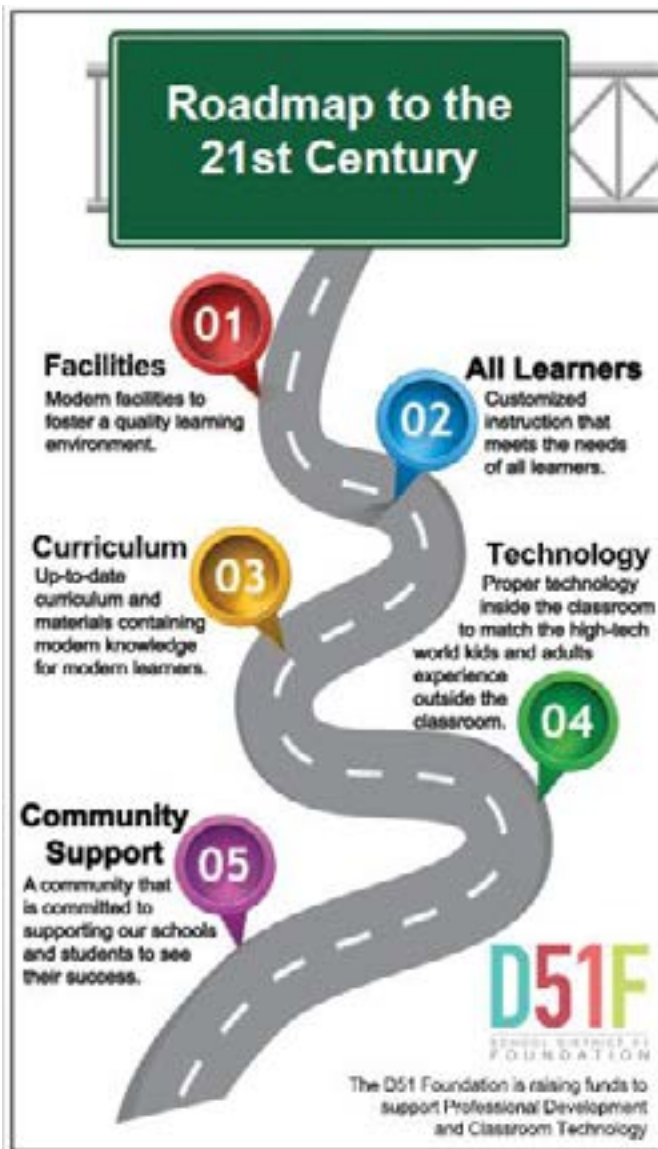 Roadmap to the
21st Century
01
Facilities
Modern facilities to
foster a quality learning
environment.
All Learners
02
Customized
instruction that
meets the needs
of all learners.
Curriculum
03
Up-to-date
curriculum and
materials containing
modern knowledge
for modern learners.
Technology
Proper technology
inside the classroom
to match the high-tech
world kids and adults
experience
outside the
classroom.
04
Community
Support
05
A community that
is committed to
supporting our schools
and students to see
their success.
D51F
SCHOOL DISTRICT 51
FOUNDATION
The D51 Foundation is raising funds to
support Professional Development
and Classroom Technology